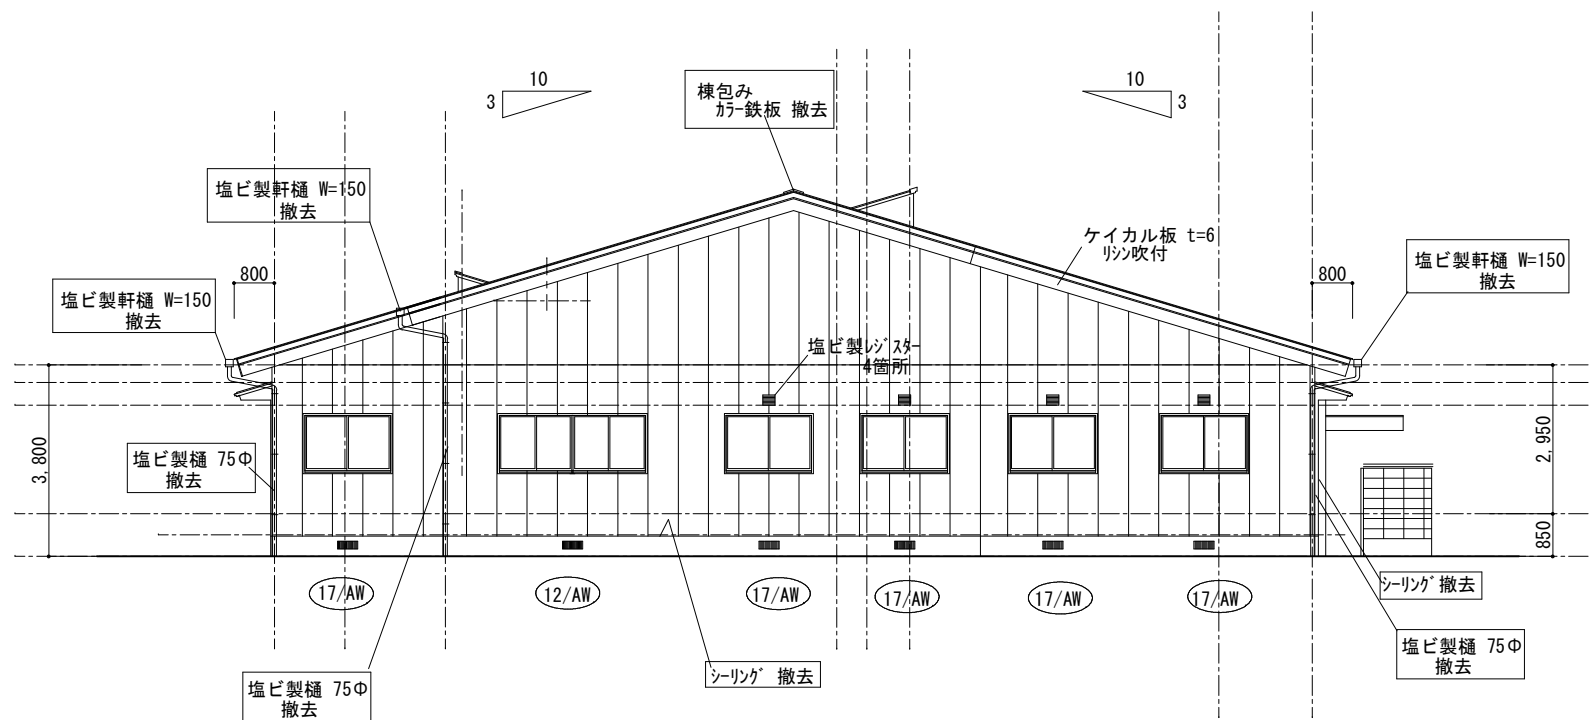 10
3
棟包み
カラー鉄板 撤去
10
3
塩ビ製軒樋 W=150
撤去
ケイカル板 t=6
リシン吹付
塩ビ製軒樋 W=150
撤去
800
800
塩ビ製軒樋 W=150
撤去
塩ビ製レジスター
4箇所
3,800
塩ビ製樋 75Φ
撤去
2,950
850
17/AW
12/AW
17/AW
17/AW
17/AW
17/AW
シーリング 撤去
塩ビ製樋 75Φ
撤去
シーリング 撤去
塩ビ製樋 75Φ
撤去